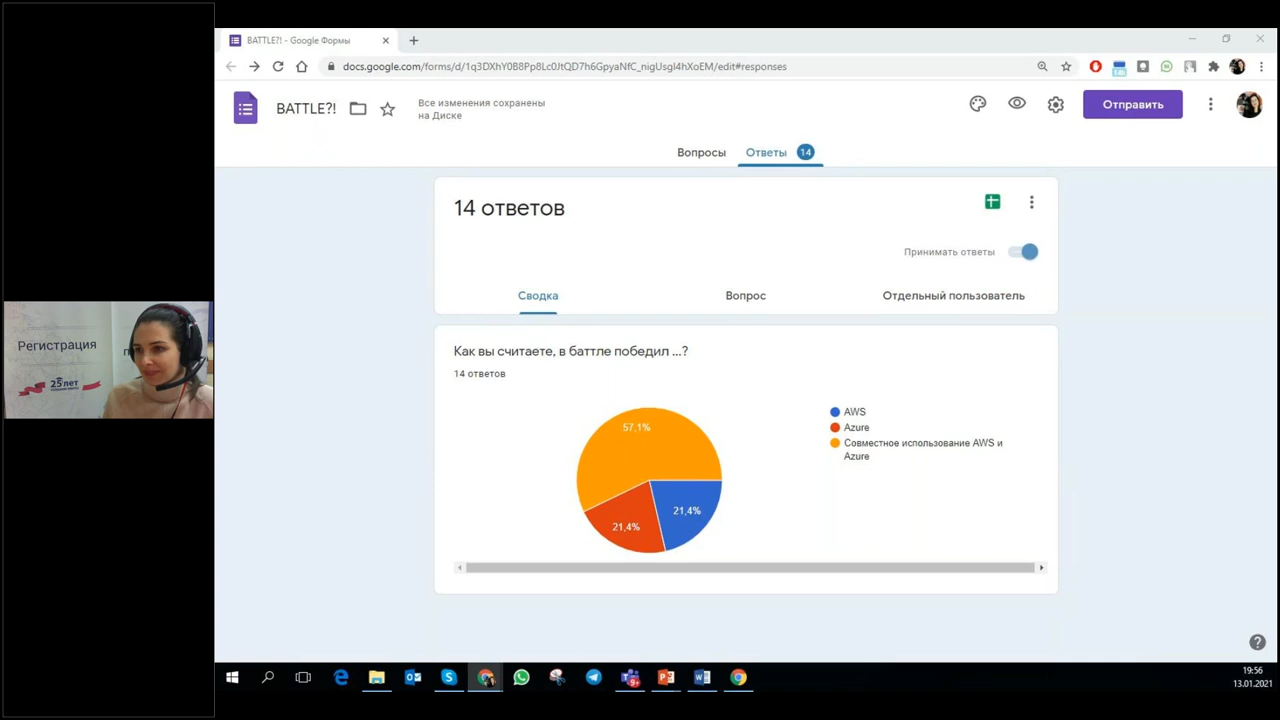 BATTLE?! - Google Формы
docs.google.com/forms/d/1q3DXhY0B8Pp8Lc0JtQD7h6GpyaNfC_nigUsgI4hXoEM/edit#responses
BATTLE?!
Все изменения сохранены
на Диске
Отправить
Вопросы
Ответы 14
14 ответов
Принимать ответы
Сводка
Вопрос
Отдельный пользователь
Как вы считаете, в баттле победил ...?
14 ответов
57,1%
21,4%
21,4%
AWS
Azure
Совместное использование AWS и
Azure
Регистрация
25 лет
19:56
13.01.2021